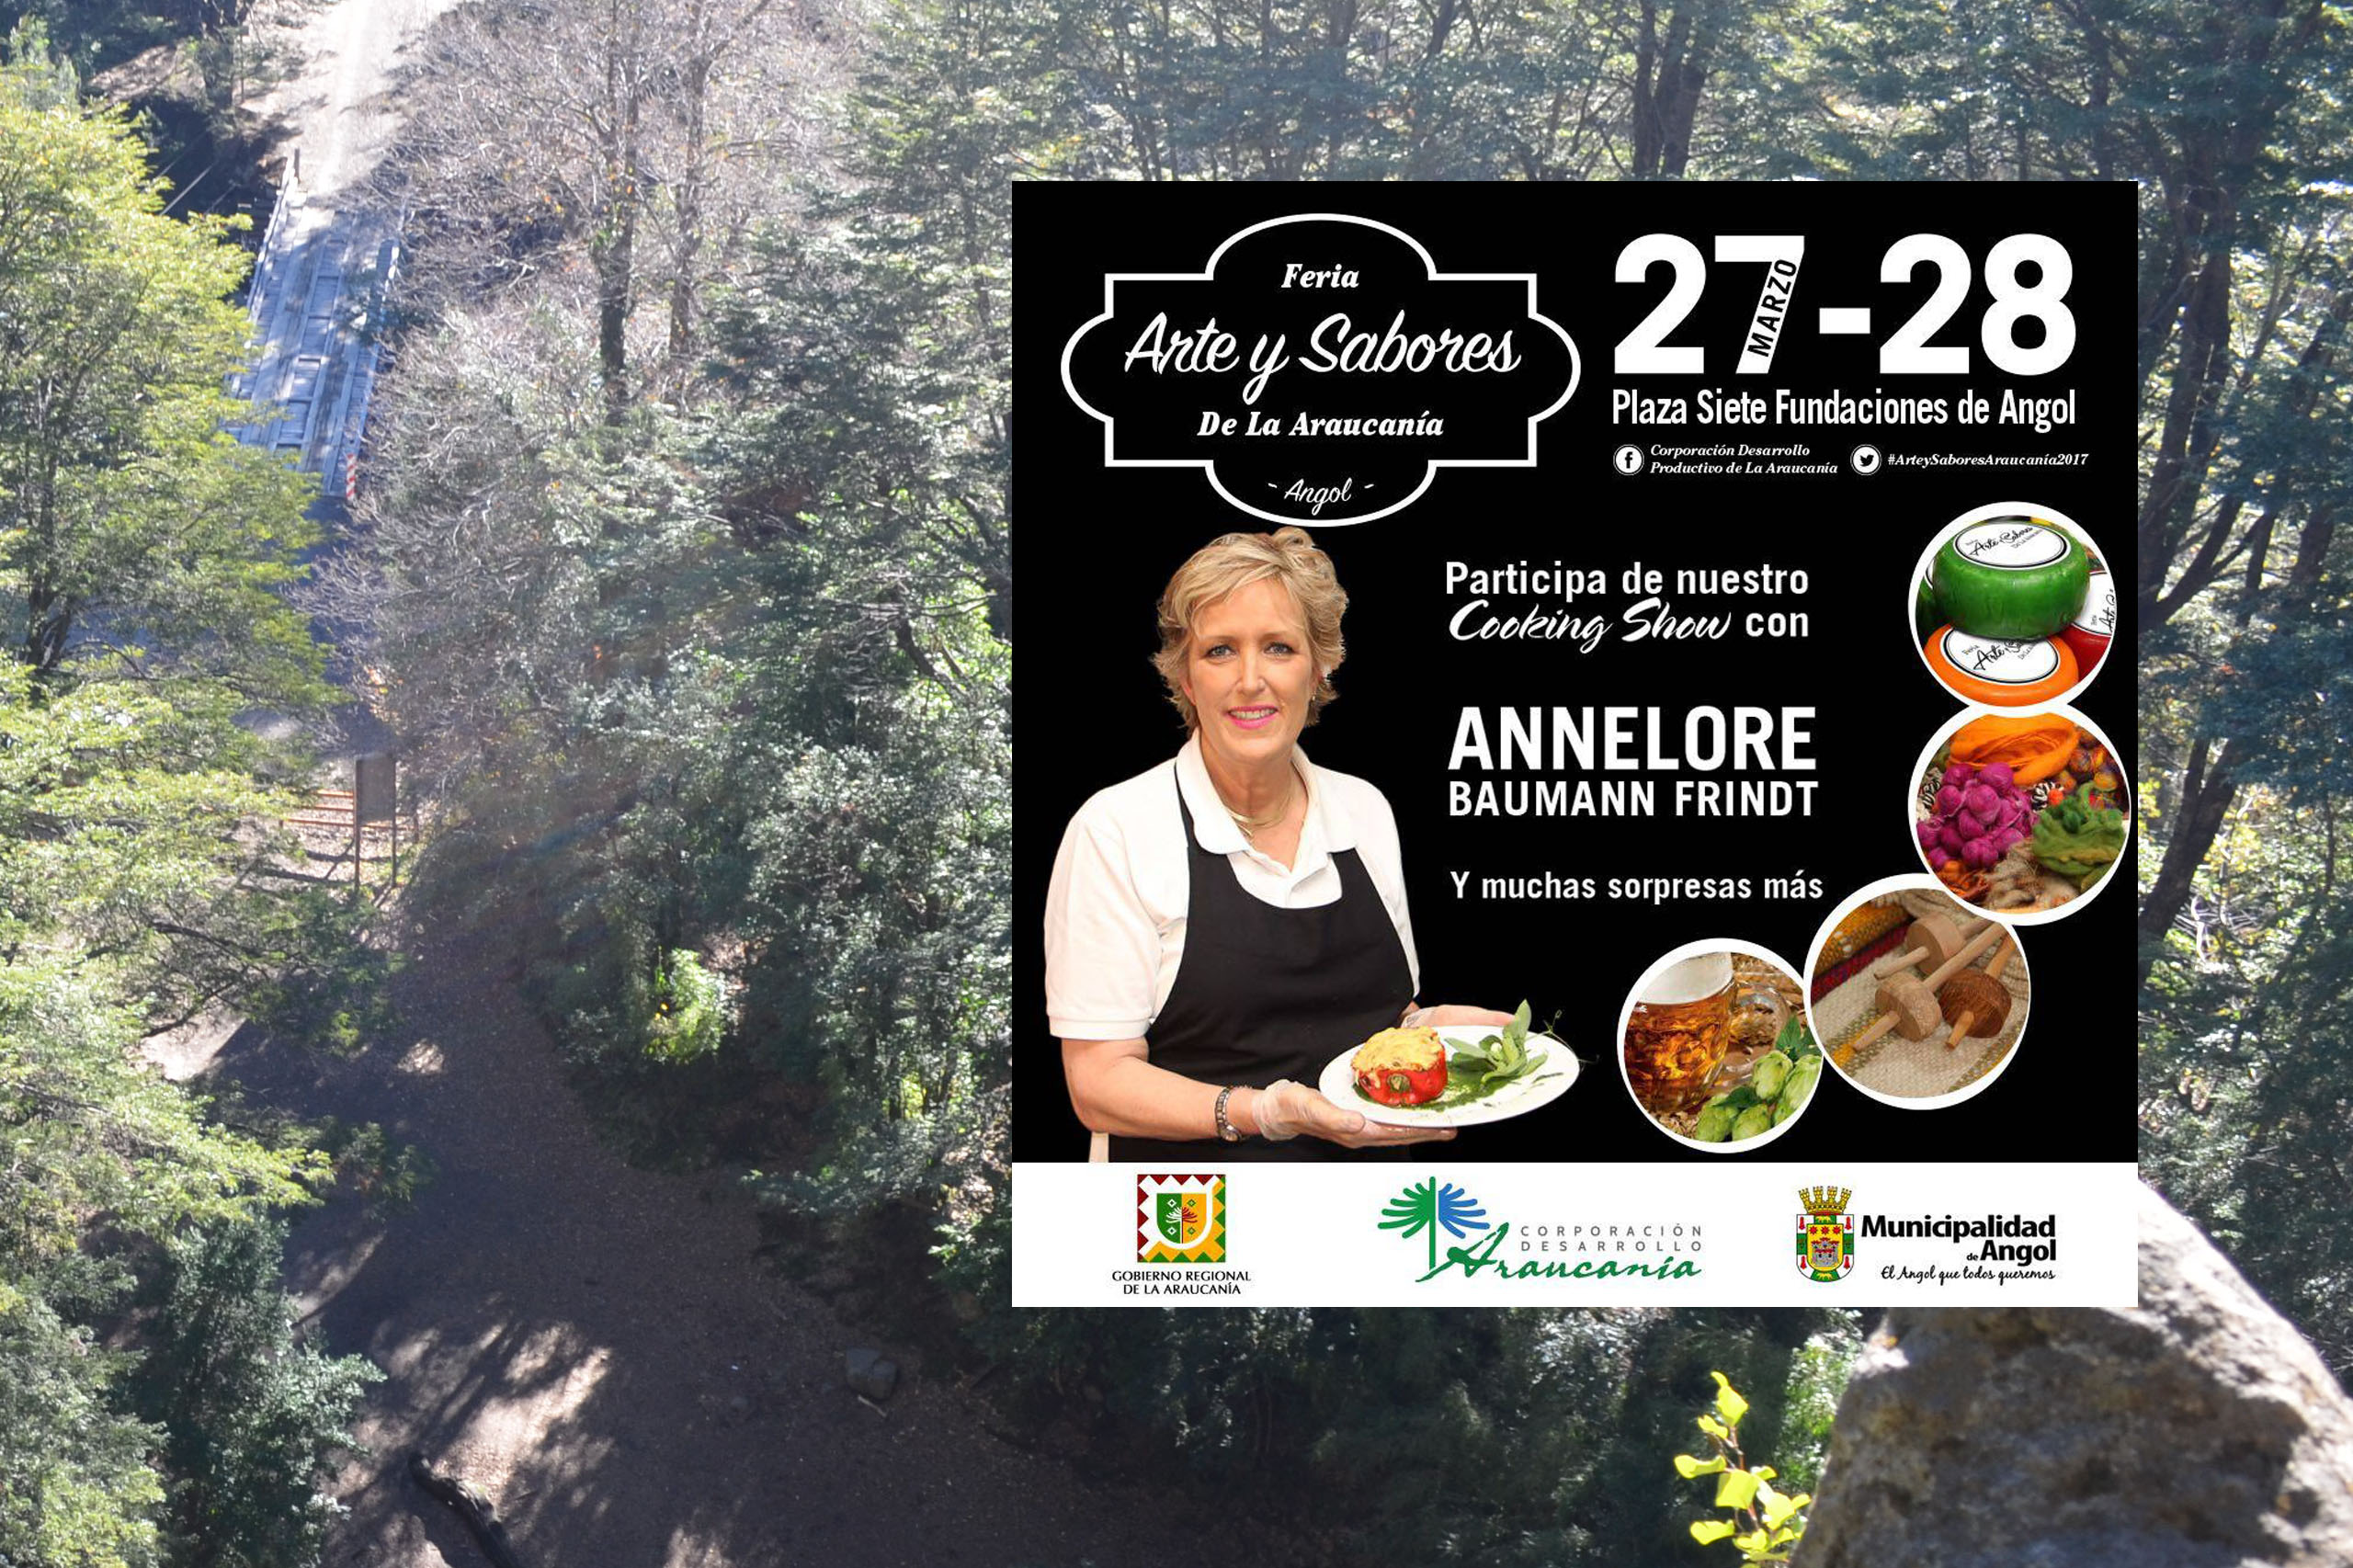 Feria
Arte y Sabores
De La Araucanía
- Angol -
27-28
MARZO
Plaza Siete Fundaciones de Angol
Corporación Desarrollo
Productivo de La Araucanía
#ArteySaboresAraucanía2017
Participa de nuestro
Cooking Show con
ANNELORE
BAUMANN FRINDT
Y muchas sorpresas más
GOBIERNO REGIONAL
DE LA ARAUCANÍA
CORPORACIÓN
DESARROLLO
Araucanía
Municipalidad
de Angol
El Angol que todos queremos